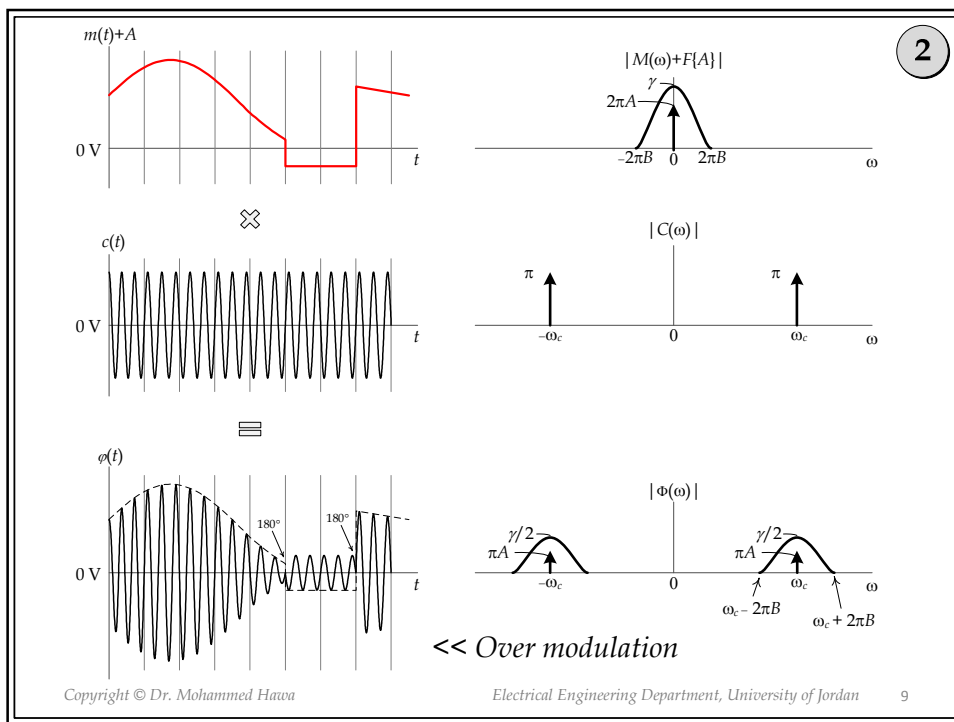 2
m(t)+A
0 V
t
|M(ω)+F{A}|
γ
2πA
−2πB
0
2πB
ω
c(t)
0 V
t
|C(ω)|
π
π
−ωc
0
ωc
ω
φ(t)
180°
180°
0 V
t
|Φ(ω)|
γ/2
γ/2
πA
πA
−ωc
0
ωc
ω
ωc − 2πB
ωc + 2πB
<< Over modulation
Copyright © Dr. Mohammed Hawa
Electrical Engineering Department, University of Jordan
9